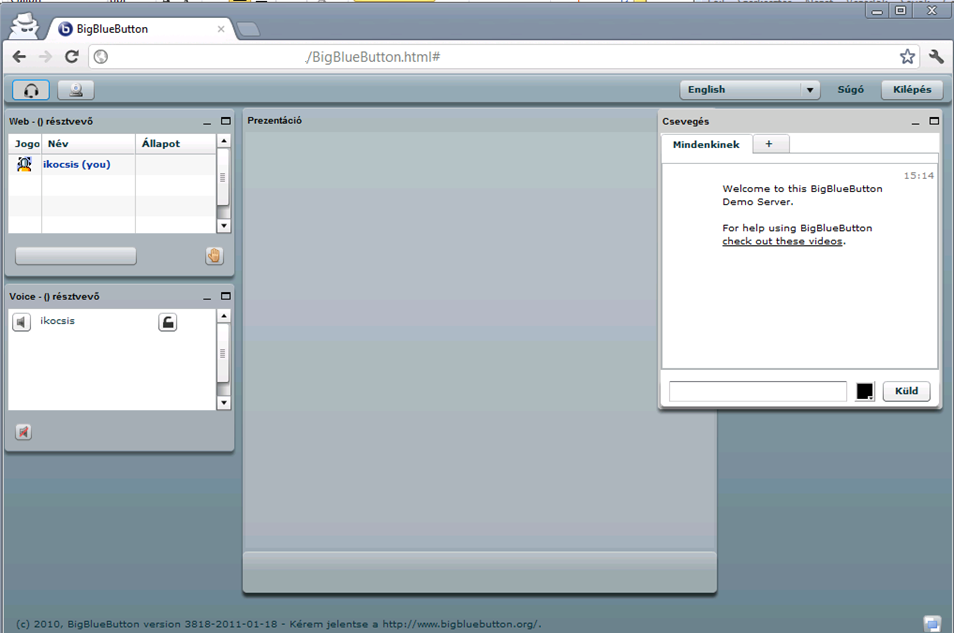 BigBlueButton
./BigBlueButton.html#
English
Súgó
Kilépés
Web - () résztvevő
Jogo Név Állapot
ikocsis (you)
Voice - () résztvevő
ikocsis
Prezentáció
Csevegés
Mindenkinek +
15:14
Welcome to this BigBlueButton
Demo Server.
For help using BigBlueButton
check out these videos.
Küld
(c) 2010, BigBlueButton version 3818-2011-01-18 - Kérem jelentse a http://www.bigbluebutton.org/.